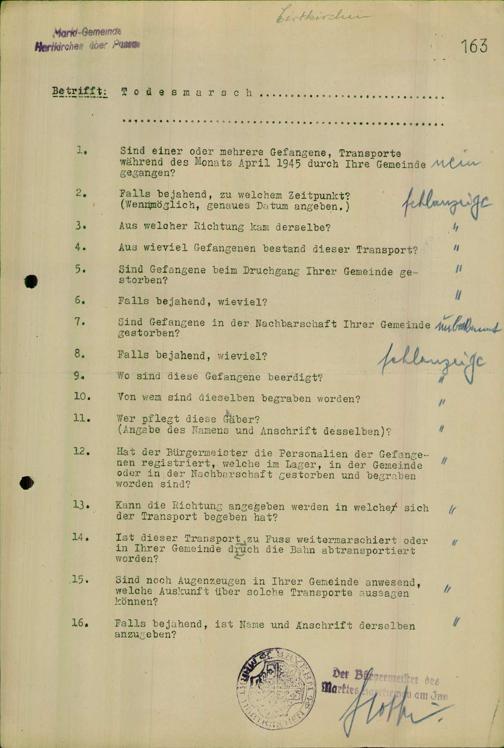 Hartkirchen
Markt-Gemeinde
Hartkirchen über Passau
163
Betrifft: Todesmarsch
1. Sind einer oder mehrere Gefangene, Transporte
während des Monats April 1945 durch Ihre Gemeinde nein
gegangen?
2. Falls bejahend, zu welchem Zeitpunkt?
(Wennmöglich, genaues Datum angeben.) fehlanzeige
3. Aus welcher Richtung kam derselbe? "
4. Aus wieviel Gefangenen bestand dieser Transport? "
5. Sind Gefangene beim Druchgang Ihrer Gemeinde ge- "
storben?
6. Falls bejahend, wieviel? "
7. Sind Gefangene in der Nachbarschaft Ihrer Gemeinde unbekannt
gestorben?
8. Falls bejahend, wieviel? fehlanzeige
9. Wo sind diese Gefangene beerdigt? "
10. Von wem sind dieselben begraben worden? "
11. Wer pflegt diese Gäber? "
(Angabe des Namens und Anschrift desselben)?
12. Hat der Bürgermeister die Personalien der Gefange- "
nen registriert, welche im Lager, in der Gemeinde
oder in der Nachbarschaft gestorben und begraben
worden sind?
13. Kann die Richtung angegeben werden in welche sich "
der Transport begeben hat?
14. Ist dieser Transport zu Fuss weitermarschiert oder "
in Ihrer Gemeinde druch die Bahn abtransportiert
worden?
15. Sind noch Augenzeugen in Ihrer Gemeinde anwesend, "
welche Auskunft über solche Transporte aussagen
können?
16. Falls bejahend, ist Name und Anschrift derselben "
anzugeben?
Der Bürgermeister des
Marktes Hartkirchen am Inn